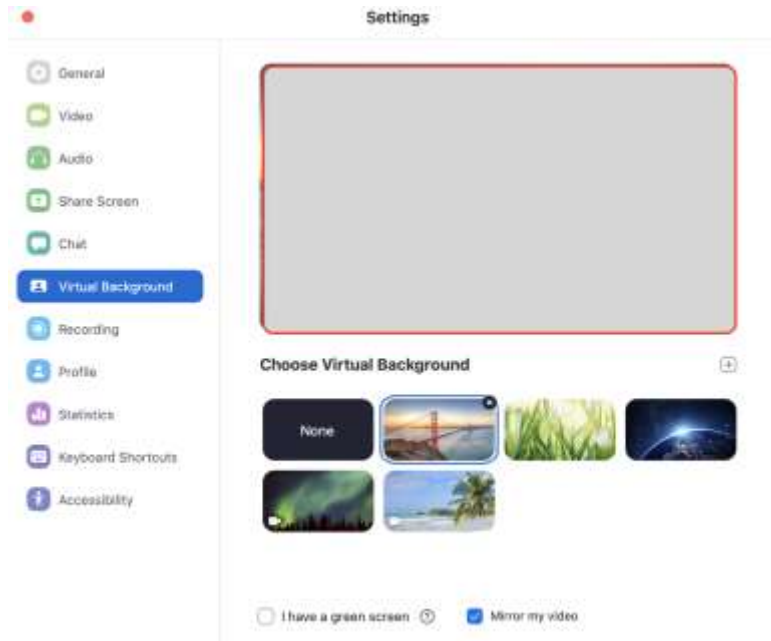 Settings
General
Video
Audio
Share Screen
Chat
Virtual Background
Recording
Profile
Statistics
Keyboard Shortcuts
Accessibility
Choose Virtual Background
None
I have a green screen
Mirror my video